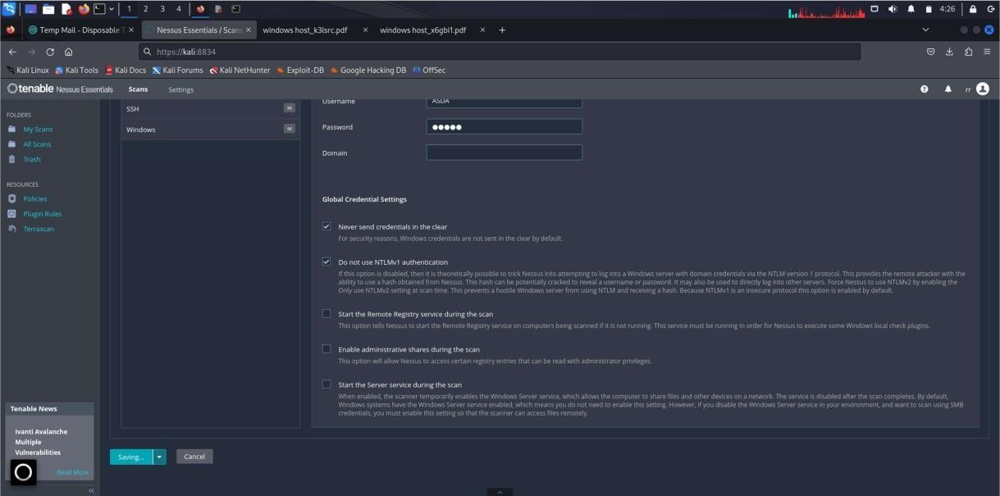 1 2 3 4
4:26
Temp Mail - Disposable T
Nessus Essentials / Scans
windows host_k3lsrc.pdf
windows host_x6gbi1.pdf
https://kali:8834
Kali Linux Kali Tools Kali Docs Kali Forums Kali NetHunter Exploit-DB Google Hacking DB OffSec
tenable Nessus Essentials Scans Settings rr
FOLDERS
My Scans
All Scans
Trash
RESOURCES
Policies
Plugin Rules
Terrascan
Tenable News
Ivanti Avalanche
Multiple
Vulnerabilities
Read More
SSH ∞
Windows ∞
Username ASDA
Password ●●●●●
Domain
Global Credential Settings
Never send credentials in the clear
For security reasons, Windows credentials are not sent in the clear by default.
Do not use NTLMv1 authentication
If this option is disabled, then it is theoretically possible to trick Nessus into attempting to log into a Windows server with domain credentials via the NTLM version 1 protocol. This provides the remote attacker with the
ability to use a hash obtained from Nessus. This hash can be potentially cracked to reveal a username or password. It may also be used to directly log into other servers. Force Nessus to use NTLMv2 by enabling the
Only use NTLMv2 setting at scan time. This prevents a hostile Windows server from using NTLM and receiving a hash. Because NTLMv1 is an insecure protocol this option is enabled by default.
Start the Remote Registry service during the scan
This option tells Nessus to start the Remote Registry service on computers being scanned if it is not running. This service must be running in order for Nessus to execute some Windows local check plugins.
Enable administrative shares during the scan
This option will allow Nessus to access certain registry entries that can be read with administrator privileges.
Start the Server service during the scan
When enabled, the scanner temporarily enables the Windows Server service, which allows the computer to share files and other devices on a network. The service is disabled after the scan completes. By default,
Windows systems have the Windows Server service enabled, which means you do not need to enable this setting. However, if you disable the Windows Server service in your environment, and want to scan using SMB
credentials, you must enable this setting so that the scanner can access files remotely.
Saving... Cancel